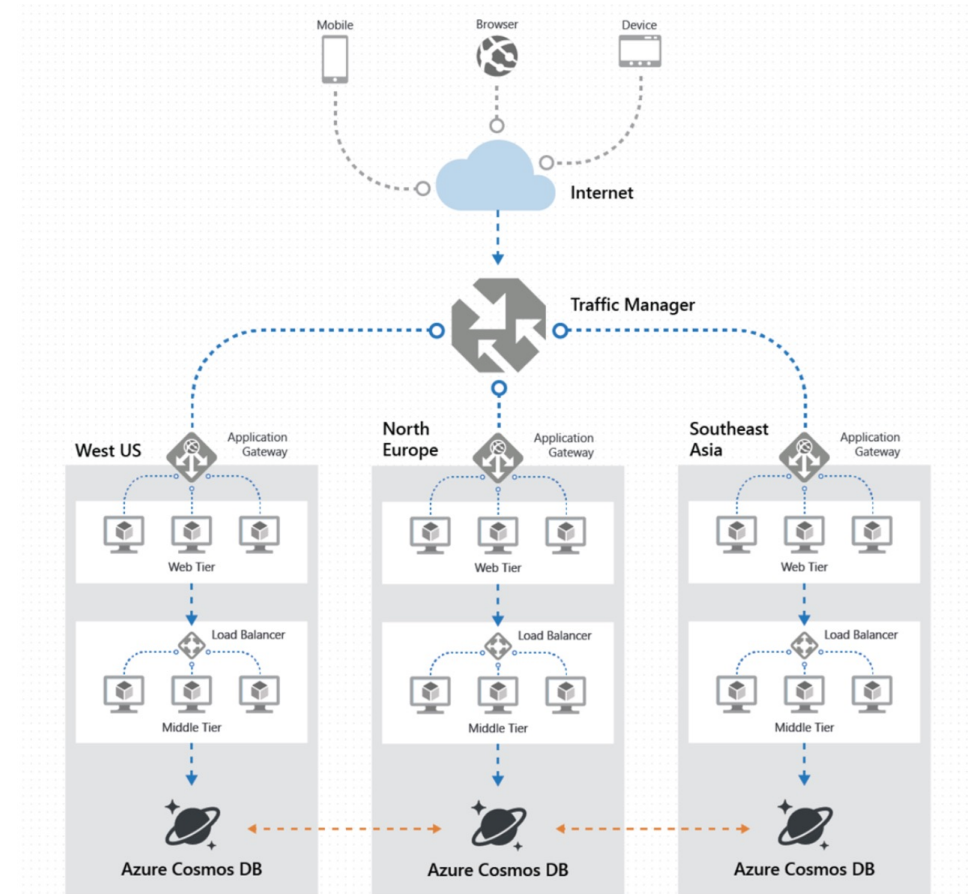 Mobile
Browser
Device
Internet
Traffic Manager
West US
Application
Gateway
North
Europe
Application
Gateway
Southeast
Asia
Application
Gateway
Web Tier
Web Tier
Web Tier
Load Balancer
Load Balancer
Load Balancer
Middle Tier
Middle Tier
Middle Tier
Azure Cosmos DB
Azure Cosmos DB
Azure Cosmos DB